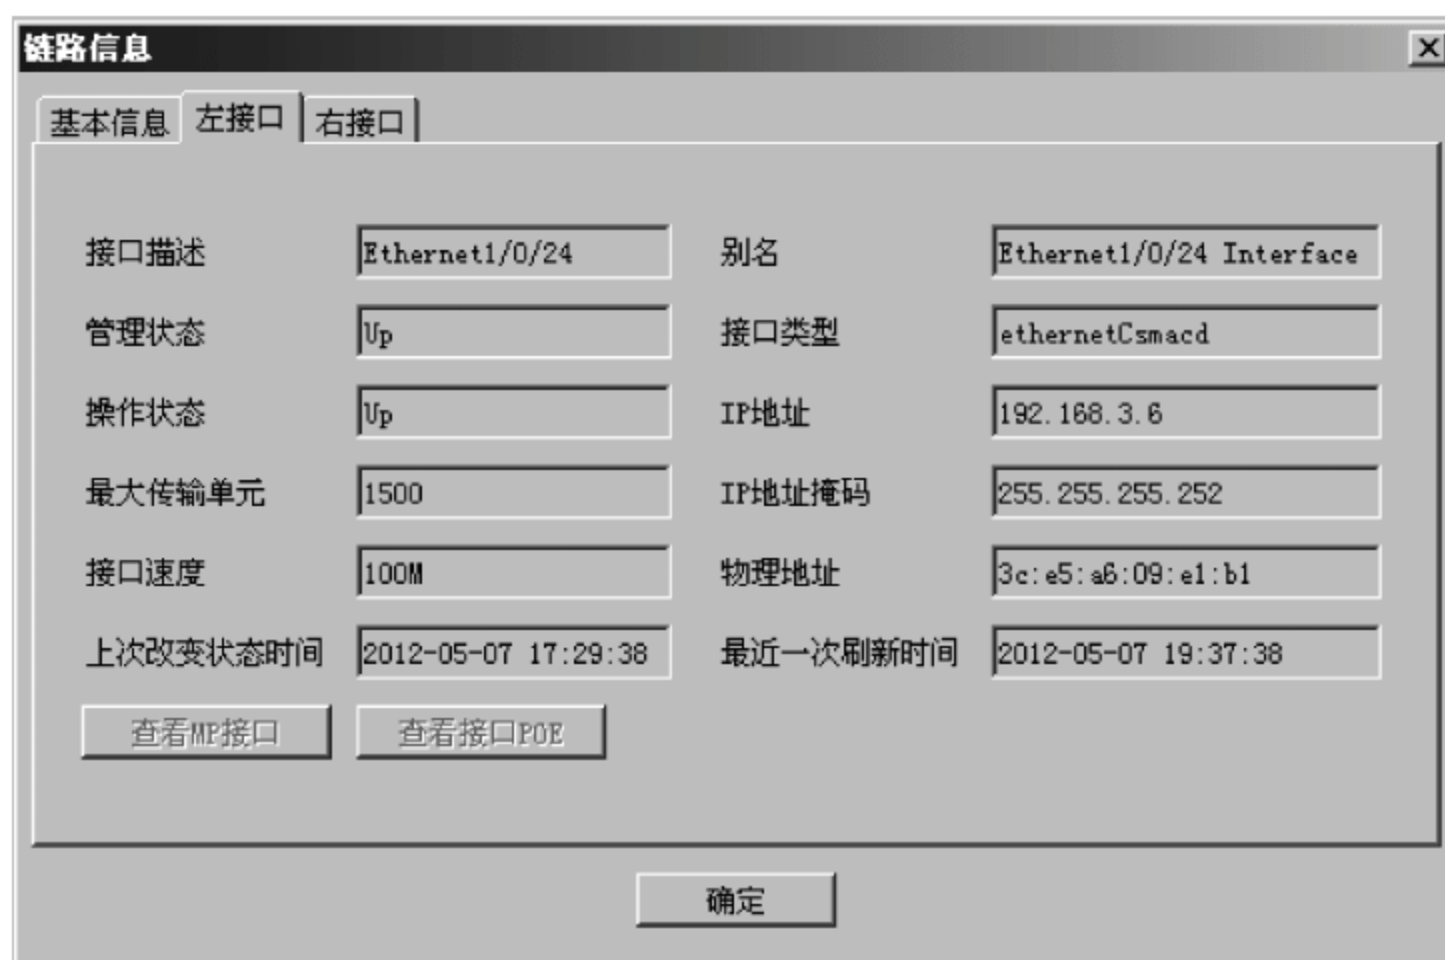 链路信息
基本信息 左接口 右接口
接口描述 Ethernet1/0/24 别名 Ethernet1/0/24 Interface
管理状态 Up 接口类型 ethernetCsmacd
操作状态 Up IP地址 192.168.3.6
最大传输单元 1500 IP地址掩码 255.255.255.252
接口速度 100M 物理地址 3c:e5:a6:09:e1:b1
上次改变状态时间 2012-05-07 17:29:38 最近一次刷新时间 2012-05-07 19:37:38
查看MP接口 查看接口POE
确定